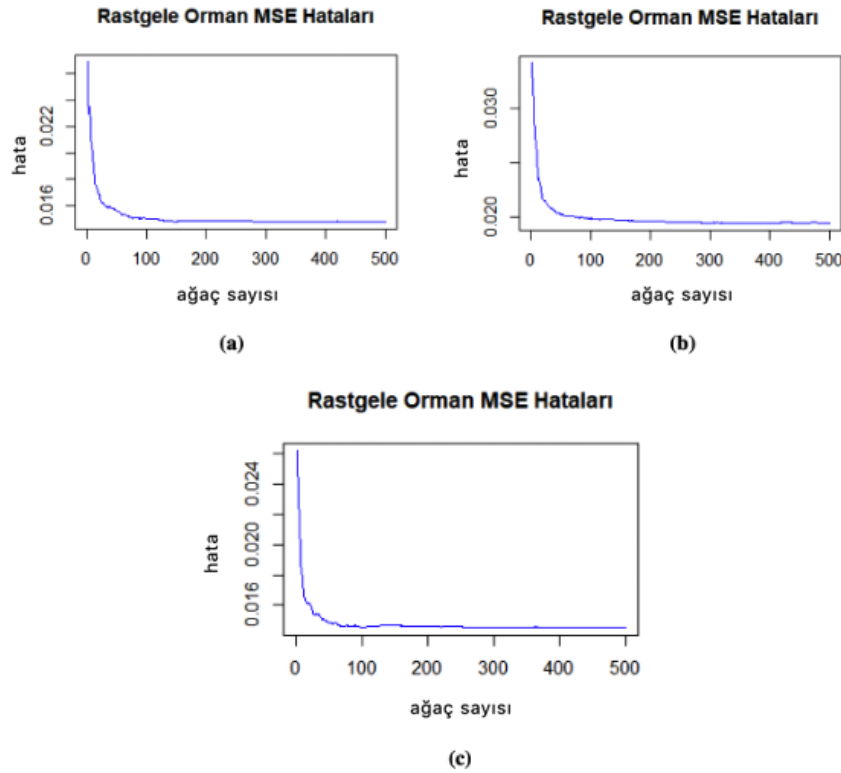 Rastgele Orman MSE Hataları
hata
0.022
0.016
0 100 200 300 400 500
ağaç sayısı
(a)
Rastgele Orman MSE Hataları
hata
0.030
0.020
0 100 200 300 400 500
ağaç sayısı
(b)
Rastgele Orman MSE Hataları
hata
0.024
0.020
0.016
0 100 200 300 400 500
ağaç sayısı
(c)